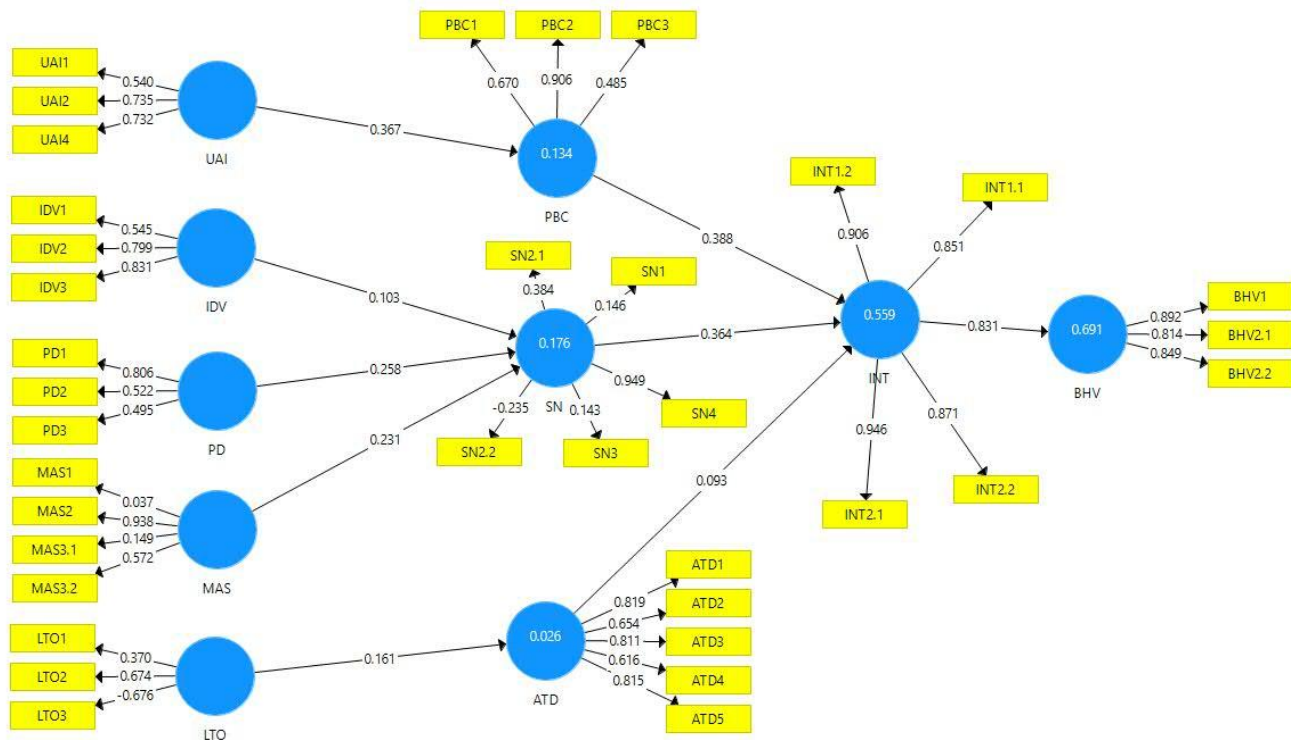 PBC1
PBC2
PBC3
UAI1
UAI2
UAI4
0.540
0.735
0.732
UAI
0.670
0.906
0.485
0.367
0.134
PBC
IDV1
IDV2
IDV3
0.545
0.799
0.831
IDV
0.103
0.388
INT1.2
INT1.1
0.906
0.851
SN2.1
SN1
0.384
0.146
0.176
SN
0.364
0.559
INT
0.831
0.691
BHV
BHV1
BHV2.1
BHV2.2
0.892
0.814
0.849
PD1
PD2
PD3
0.806
0.522
0.495
PD
0.258
-0.235
0.143
0.949
SN2.2
SN3
SN4
0.946
0.871
INT2.1
INT2.2
MAS1
MAS2
MAS3.1
MAS3.2
0.037
0.938
0.149
0.572
MAS
0.231
0.093
LTO1
LTO2
LTO3
0.370
0.674
-0.676
LTO
0.161
0.026
ATD
0.819
0.654
0.811
0.616
0.815
ATD1
ATD2
ATD3
ATD4
ATD5